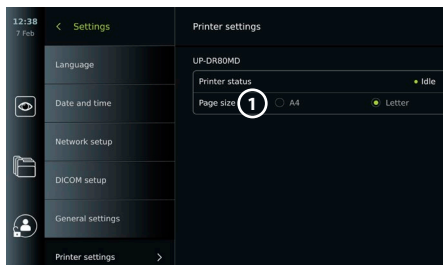 12:38
7 Feb
Settings
Printer settings
Language
UP-DR80MD
Printer status
Idle
Date and time
Page size
1
A4
Letter
Network setup
DICOM setup
General settings
Printer settings